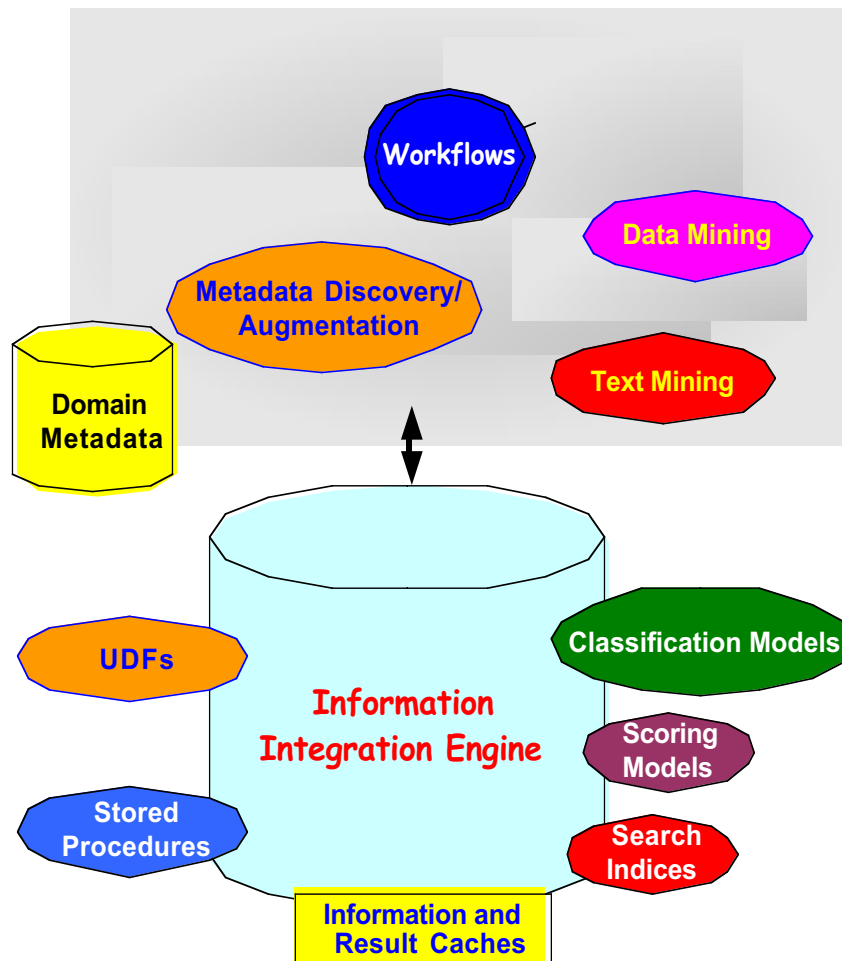 Workflows
Data Mining
Metadata Discovery/
Augmentation
Text Mining
Domain
Metadata
UDFs
Classification Models
Information
Integration Engine
Scoring
Models
Stored
Procedures
Search
Indices
Information and
Result Caches